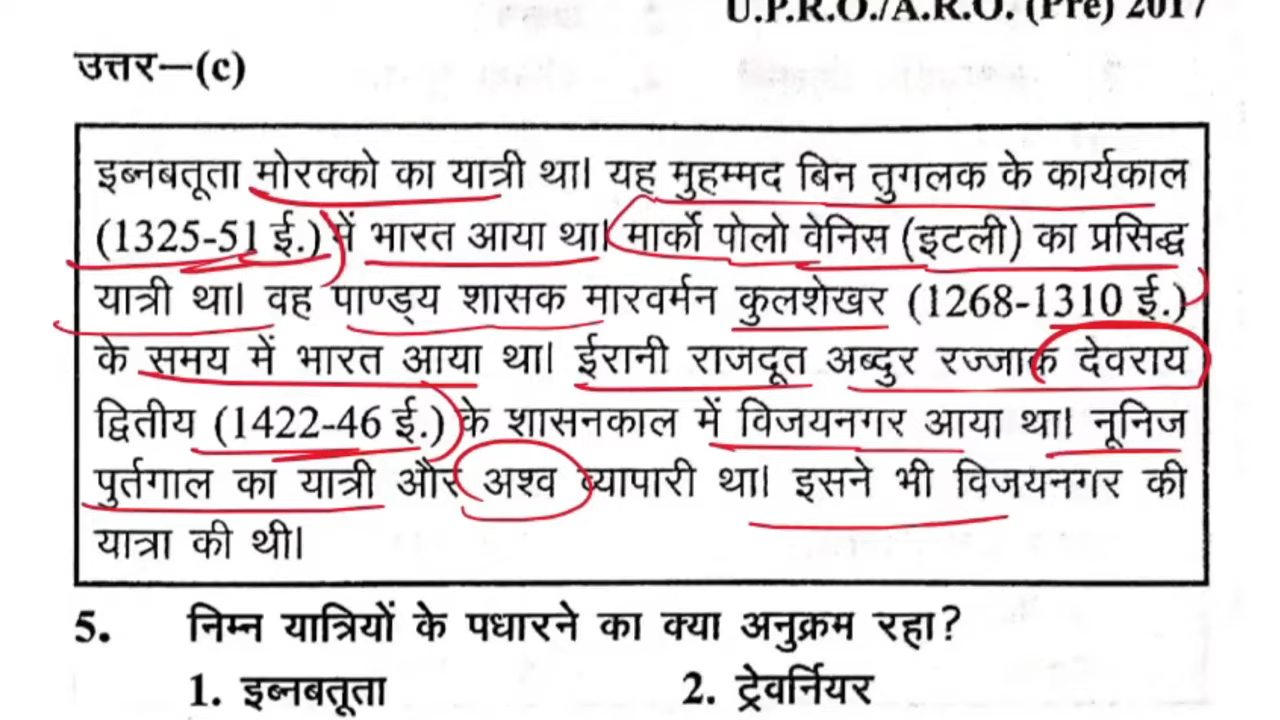 U.P.R.O./A.R.O. (Pre) 2017
उत्तर–(c)
इब्नबतूता मोरक्को का यात्री था। यह मुहम्मद बिन तुगलक के कार्यकाल
(1325-51 ई.) में भारत आया था। मार्को पोलो वेनिस (इटली) का प्रसिद्ध
यात्री था। वह पाण्ड्य शासक मारवर्मन कुलशेखर (1268-1310 ई.)
के समय में भारत आया था। ईरानी राजदूत अब्दुर रज्जाक देवराय
द्वितीय (1422-46 ई.) के शासनकाल में विजयनगर आया था। नूनिज
पुर्तगाल का यात्री और अश्व व्यापारी था। इसने भी विजयनगर की
यात्रा की थी।
5. निम्न यात्रियों के पधारने का क्या अनुक्रम रहा?
1. इब्नबतूता 2. ट्रेवर्नियर